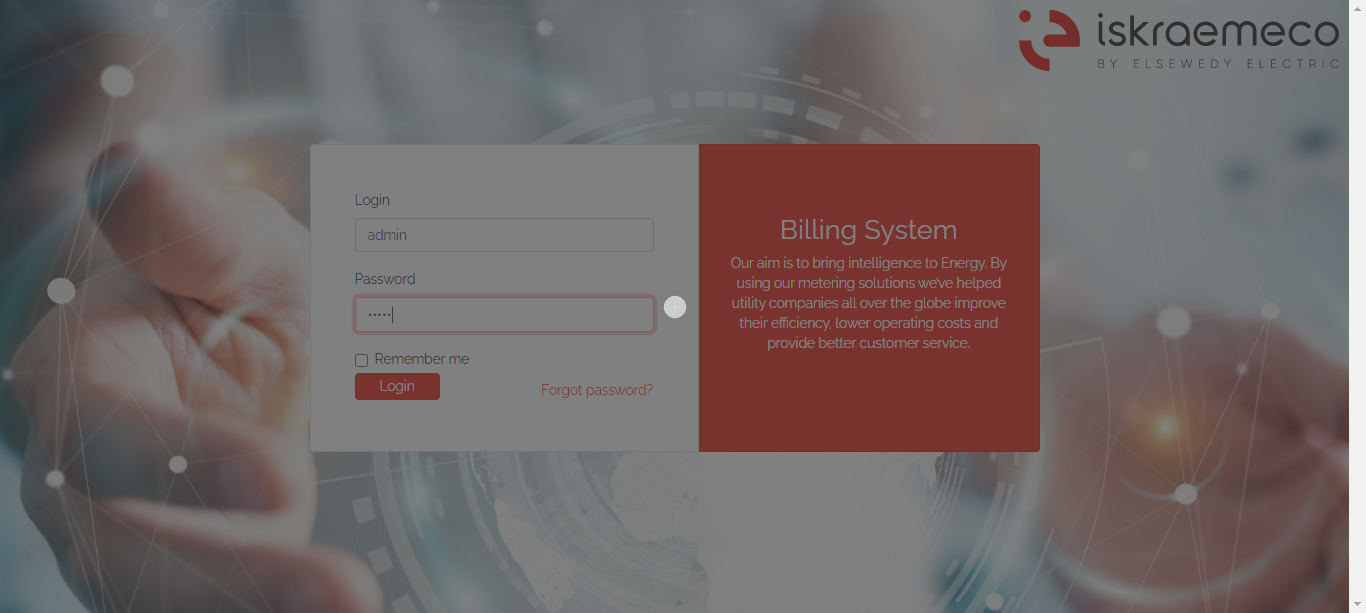 iskraemeco
BY ELSEWEDY ELECTRIC
Login
admin
Password
•••••
Remember me
Login
Forgot password?
Billing System
Our aim is to bring intelligence to Energy. By
using our metering solutions we've helped
utility companies all over the globe improve
their efficiency, lower operating costs and
provide better customer service.